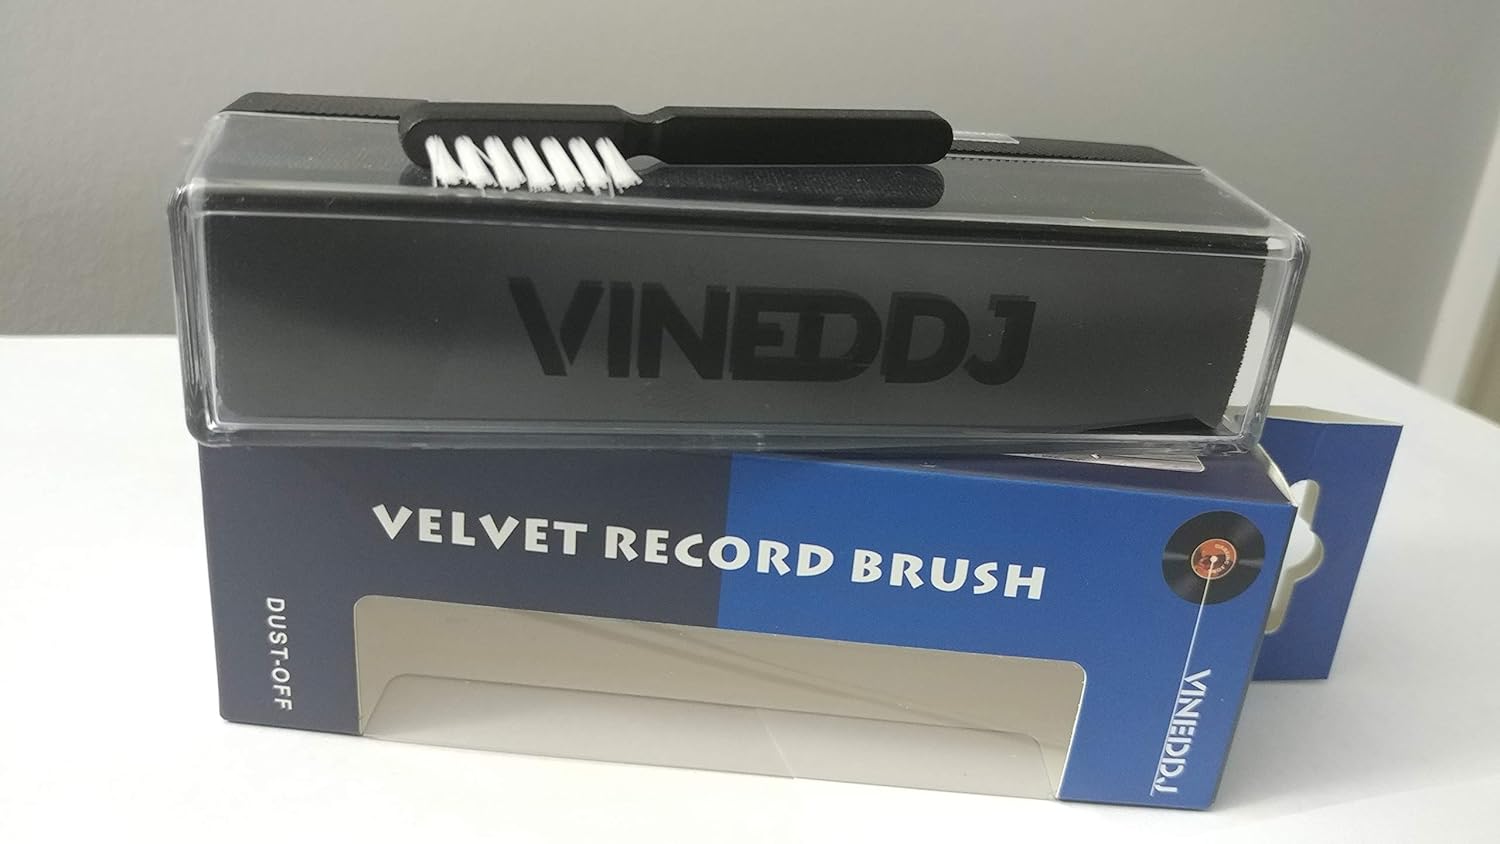 VINEDDJ
VELVET RECORD BRUSH
DUST-OFF
VINEDDJ